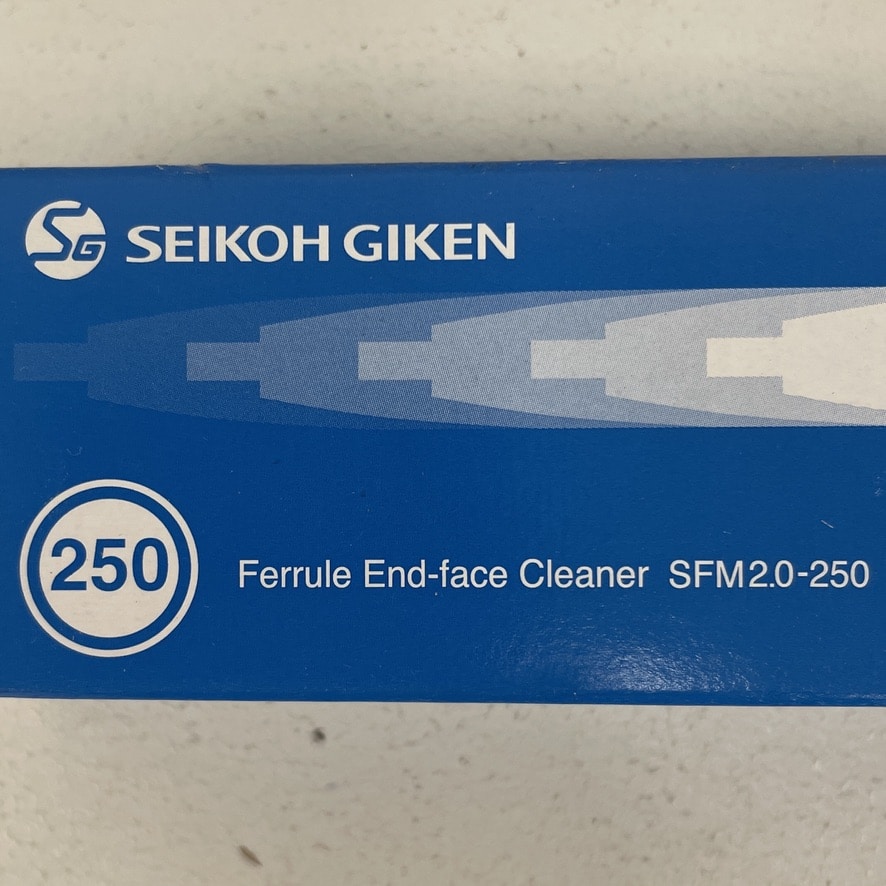 SG SEIKOH GIKEN
250
Ferrule End-face Cleaner SFM2.0-250